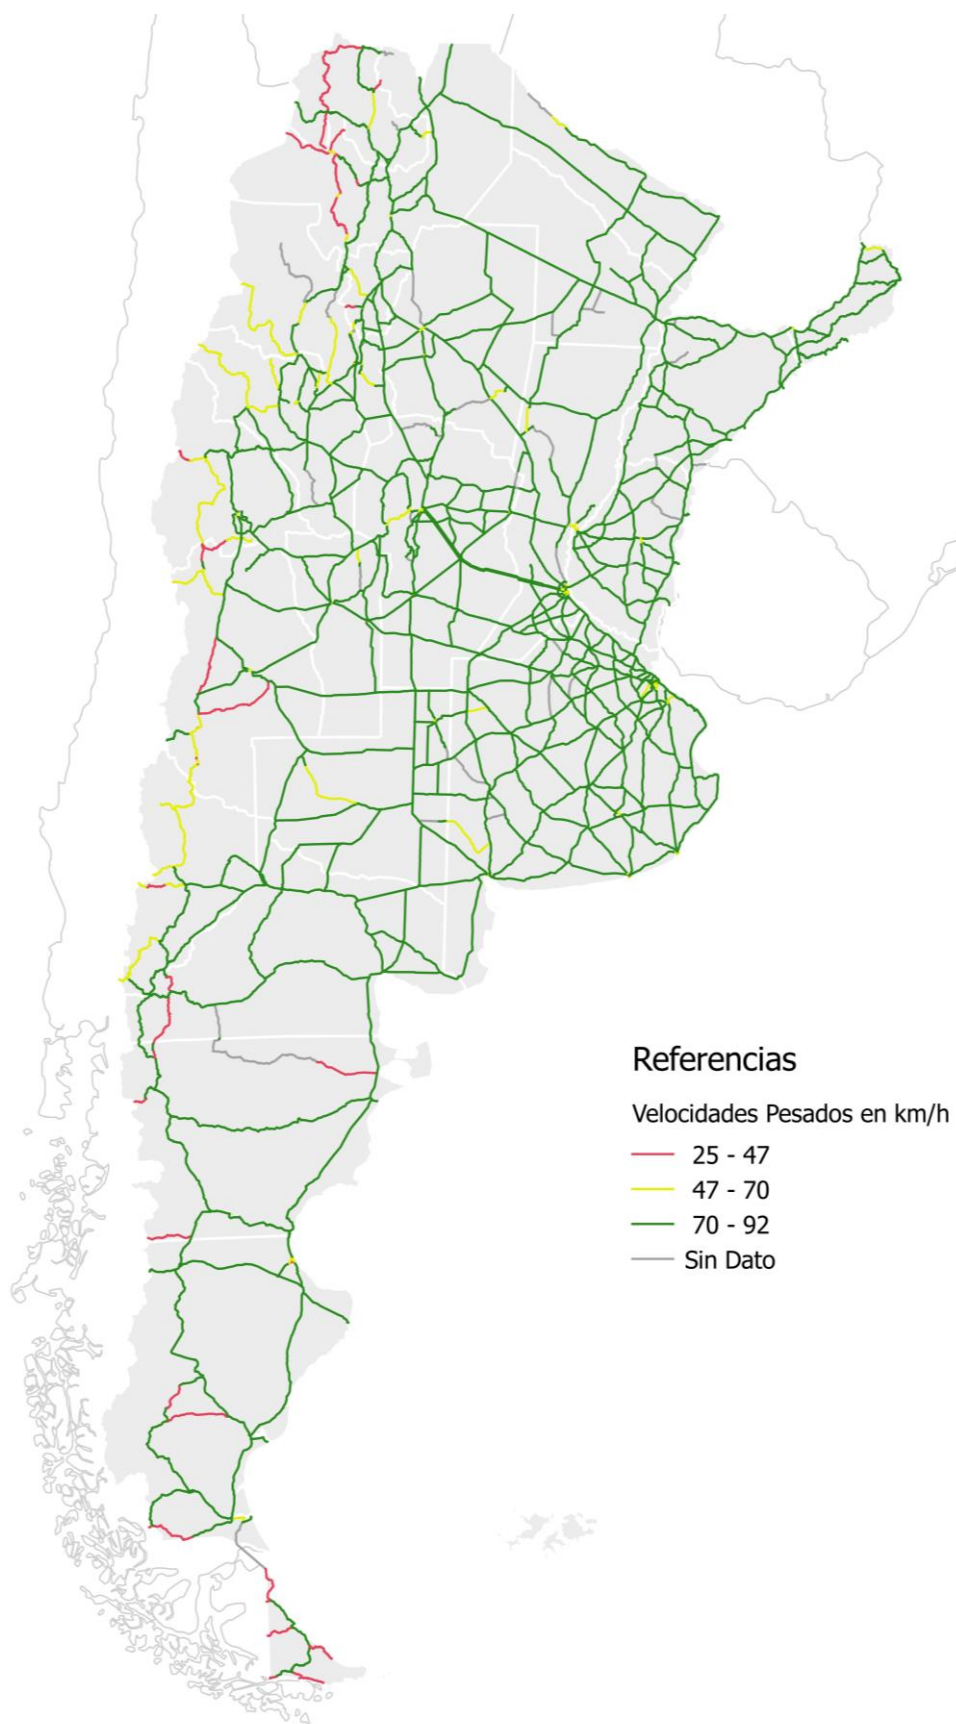 Referencias
Velocidades Pesados en km/h
25 - 47
47 - 70
70 - 92
Sin Dato